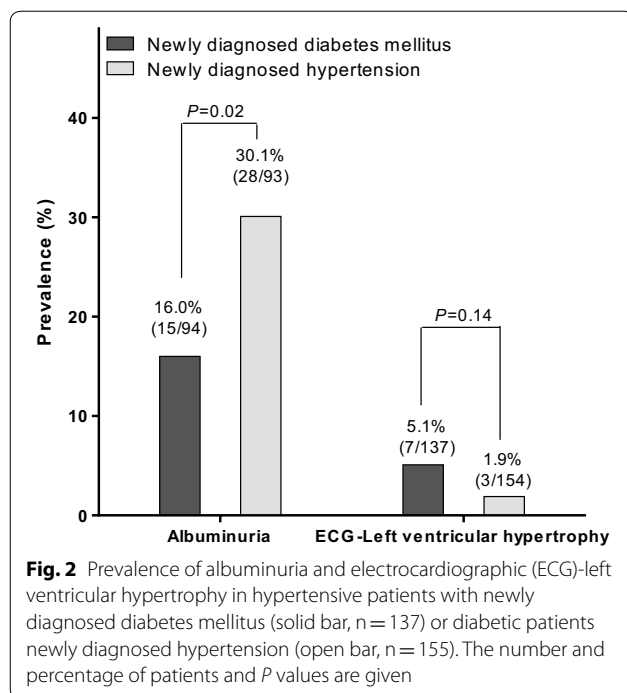 Newly diagnosed diabetes mellitus
Newly diagnosed hypertension
Prevalence (%)
40
30
20
10
0
P=0.02
30.1%
(28/93)
16.0%
(15/94)
P=0.14
5.1%
(7/137)
1.9%
(3/154)
Albuminuria
ECG-Left ventricular hypertrophy
Fig. 2 Prevalence of albuminuria and electrocardiographic (ECG)-left
ventricular hypertrophy in hypertensive patients with newly
diagnosed diabetes mellitus (solid bar, n = 137) or diabetic patients
newly diagnosed hypertension (open bar, n = 155). The number and
percentage of patients and P values are given